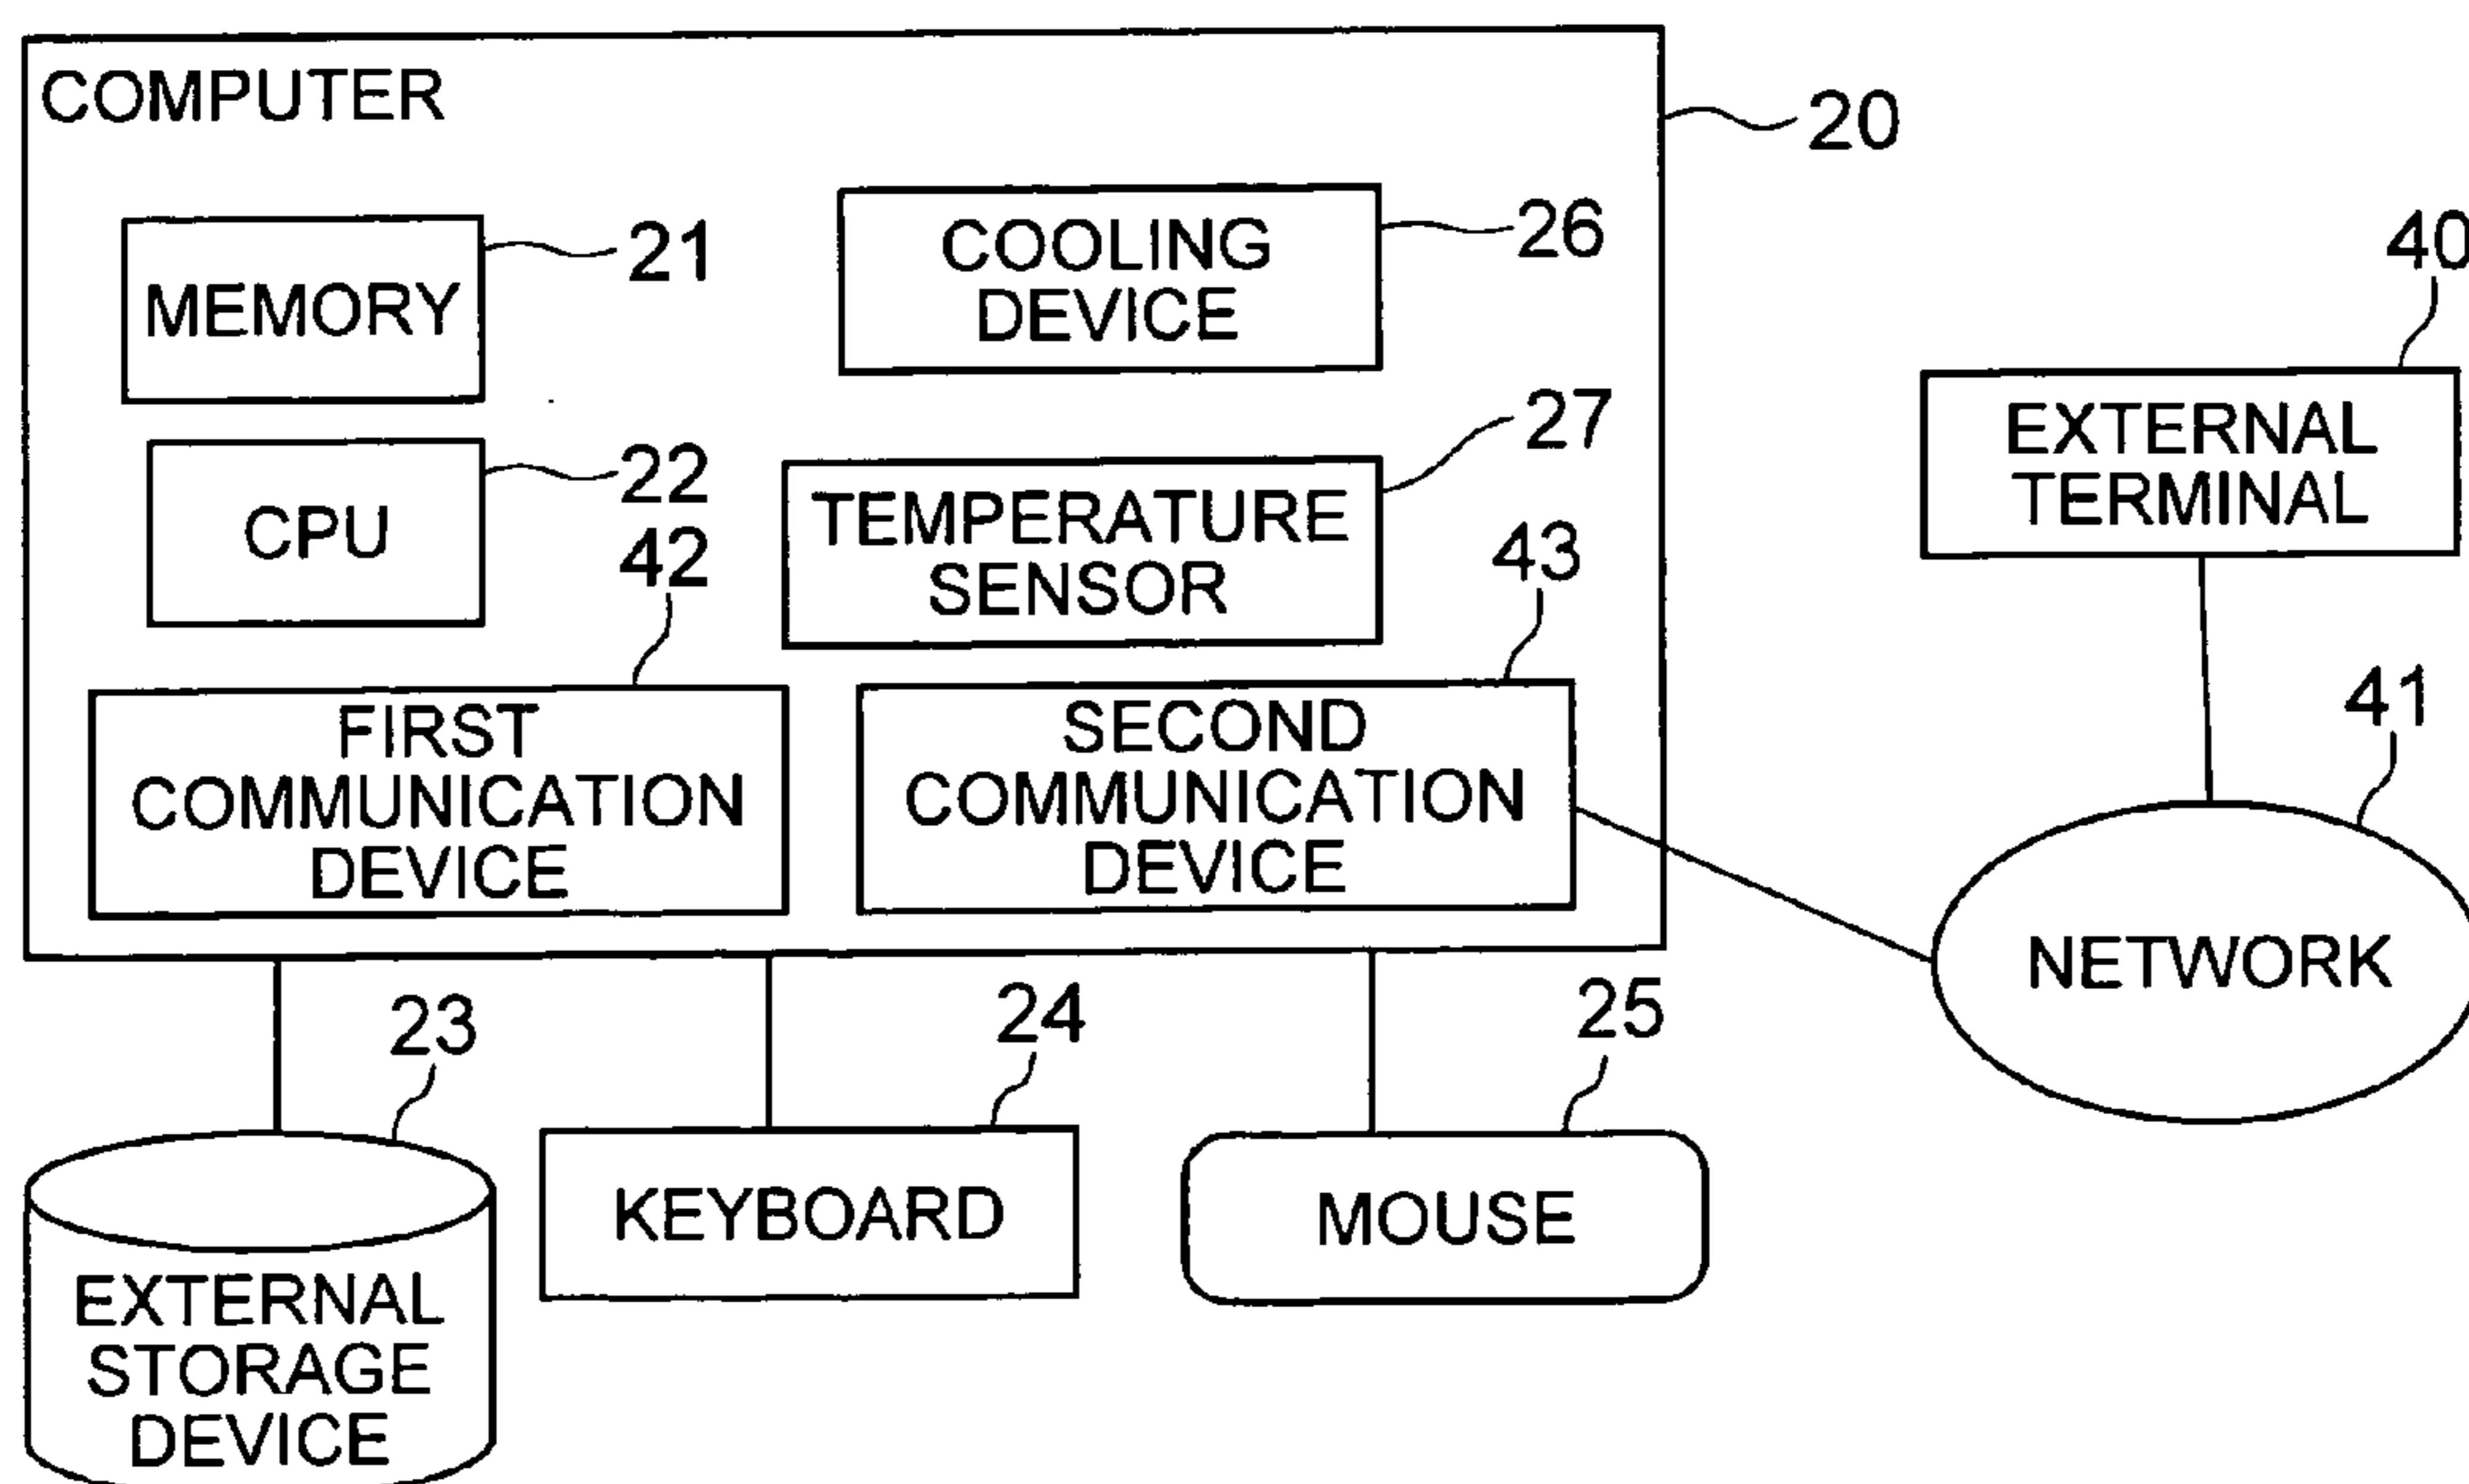 COMPUTER
20
MEMORY
21
COOLING
DEVICE
26
CPU
22
TEMPERATURE
SENSOR
27
FIRST
COMMUNICATION
DEVICE
42
SECOND
COMMUNICATION
DEVICE
43
EXTERNAL
TERMINAL
40
NETWORK
41
EXTERNAL
STORAGE
DEVICE
23
KEYBOARD
24
MOUSE
25